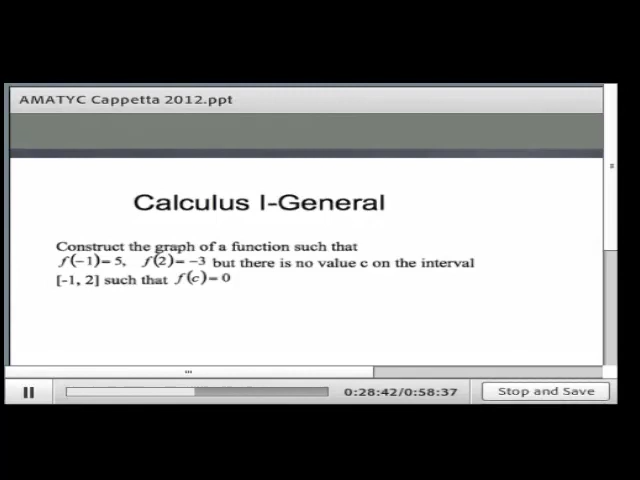 AMATYC Cappetta 2012.ppt
Calculus I-General
Construct the graph of a function such that
f(−1)= 5, f(2)= −3 but there is no value c on the interval
[-1, 2] such that f(c)= 0
0:28:42/0:58:37
Stop and Save